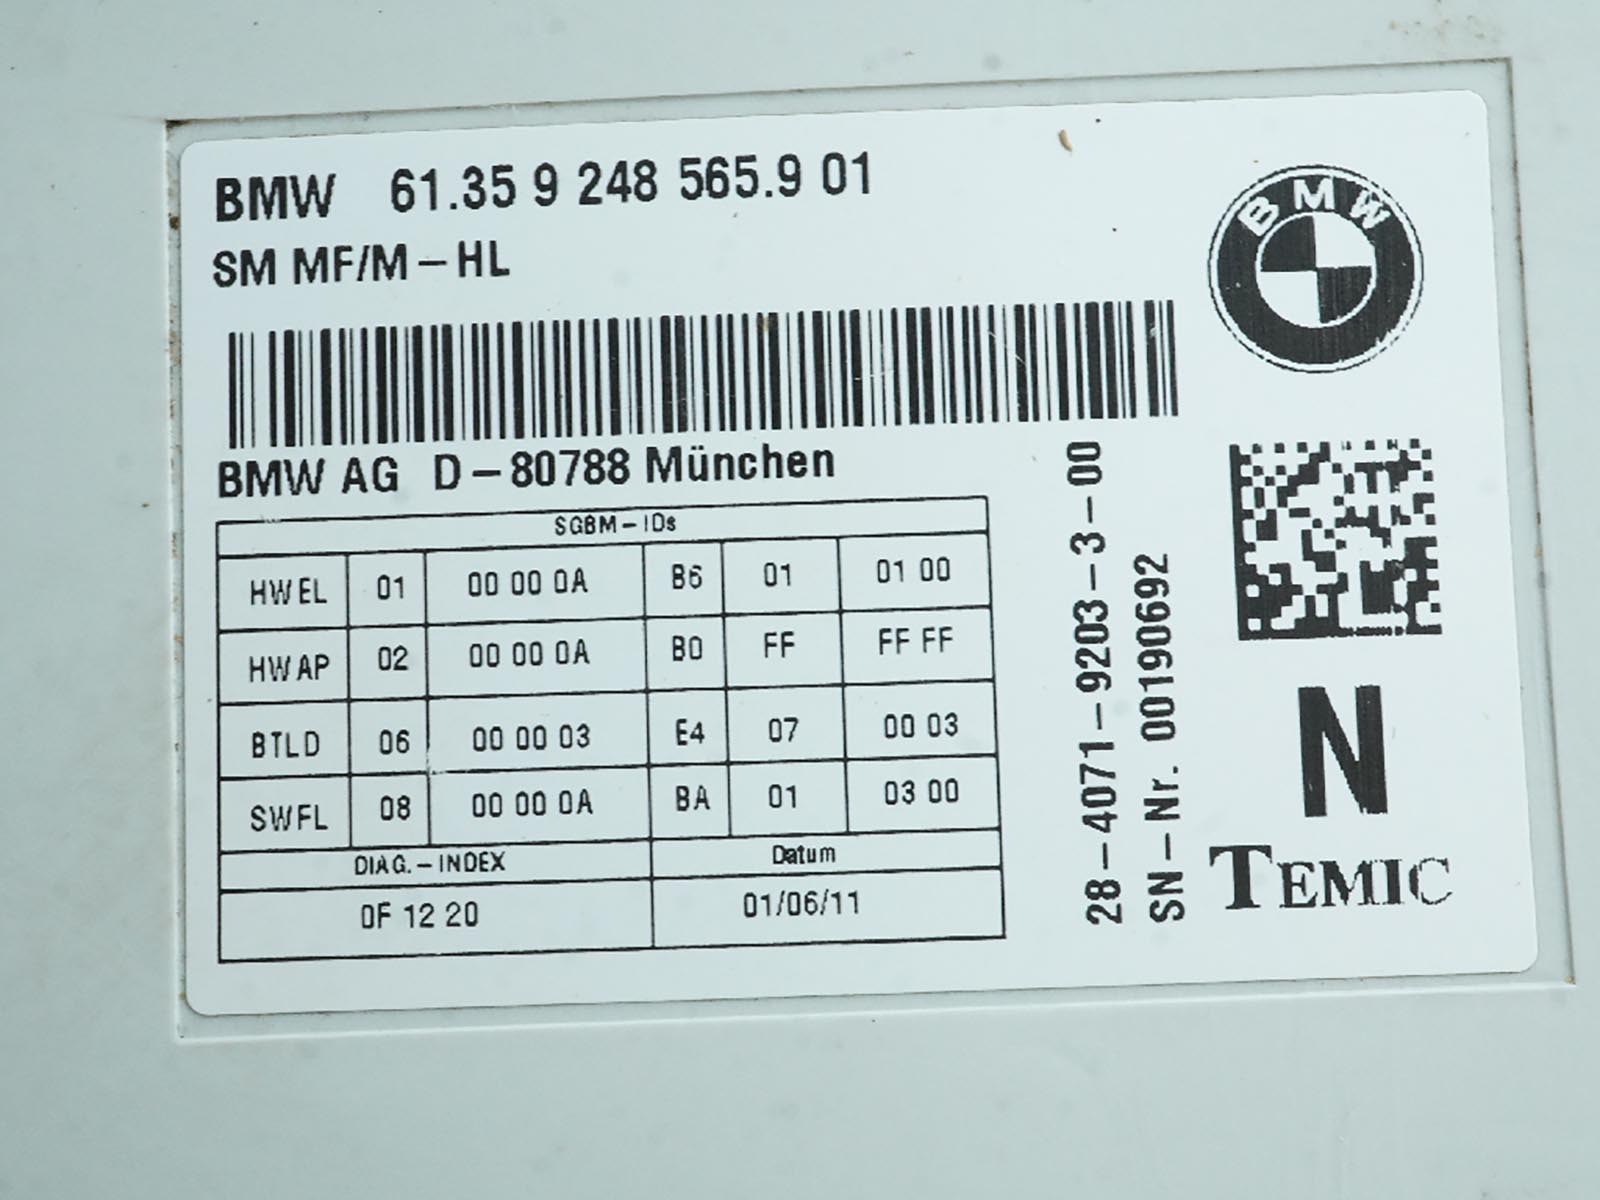 BMW 61.35 9 248 565.9 01
SM MF/M-HL
BMW
BMW AG D-80788 München
SGBM-IDs
HWEL 01 00 00 0A B6 01 01 00
HWAP 02 00 00 0A B0 FF FF FF
BTLD 06 00 00 03 E4 07 00 03
SWFL 08 00 00 0A BA 01 03 00
DIAG.-INDEX Datum
0F 12 20 01/06/11
28-4071-9203-3-00
SN-Nr. 00190692
N
TEMIC